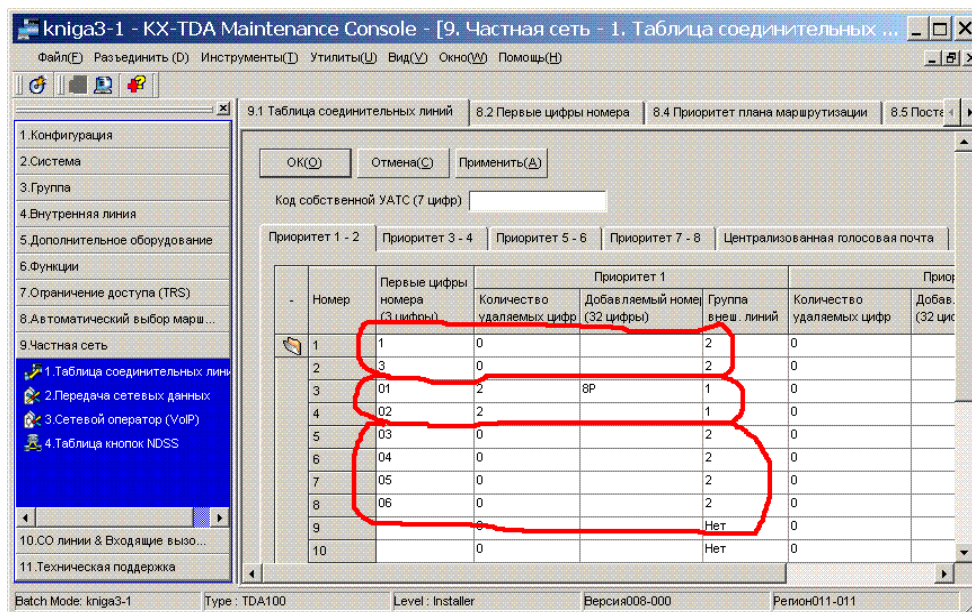 kniga3-1 - KX-TDA Maintenance Console - [9. Частная сеть - 1. Таблица соединительных ...
Файл(F) Разъединить (D) Инструменты(T) Утилиты(U) Вид(V) Окно(W) Помощь(H)
1.Конфигурация
2.Система
3.Группа
4.Внутренняя линия
5.Дополнительное оборудование
6.Функции
7.Ограничение доступа (TRS)
8.Автоматический выбор марш...
9.Частная сеть
1.Таблица соединительных лини
2.Передача сетевых данных
3.Сетевой оператор (VoIP)
4.Таблица кнопок NDSS
10.CO линии & Входящие вызо...
11.Техническая поддержка
9.1 Таблица соединительных линий 8.2 Первые цифры номера 8.4 Приоритет плана маршрутизации 8.5 Поста
OK(O) Отмена(C) Применить(A)
Код собственной УАТС (7 цифр)
Приоритет 1 - 2 Приоритет 3 - 4 Приоритет 5 - 6 Приоритет 7 - 8 Централизованная голосовая почта
Приоритет 1 Приор
- Номер Первые цифры номера (3 цифры) Количество удаляемых цифр Добавляемый номер (32 цифры) Группа внеш. линий Количество удаляемых цифр Добав. (32 циф
1 1 0 2 0
2 3 0 2 0
3 01 2 8P 1 0
4 02 2 1 0
5 03 0 2 0
6 04 0 2 0
7 05 0 2 0
8 06 0 2 0
9 0 Нет 0
10 0 Нет 0
Batch Mode: kniga3-1 Type : TDA100 Level : Installer Версия008-000 Регион011-011